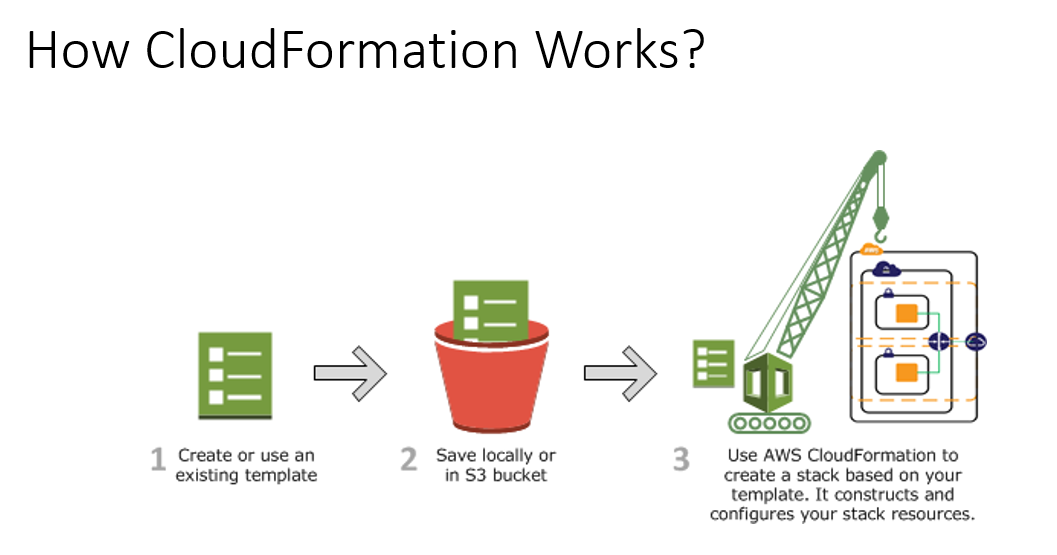 How CloudFormation Works?
aws
1 Create or use an
existing template
2 Save locally or
in S3 bucket
3 Use AWS CloudFormation to
create a stack based on your
template. It constructs and
configures your stack resources.